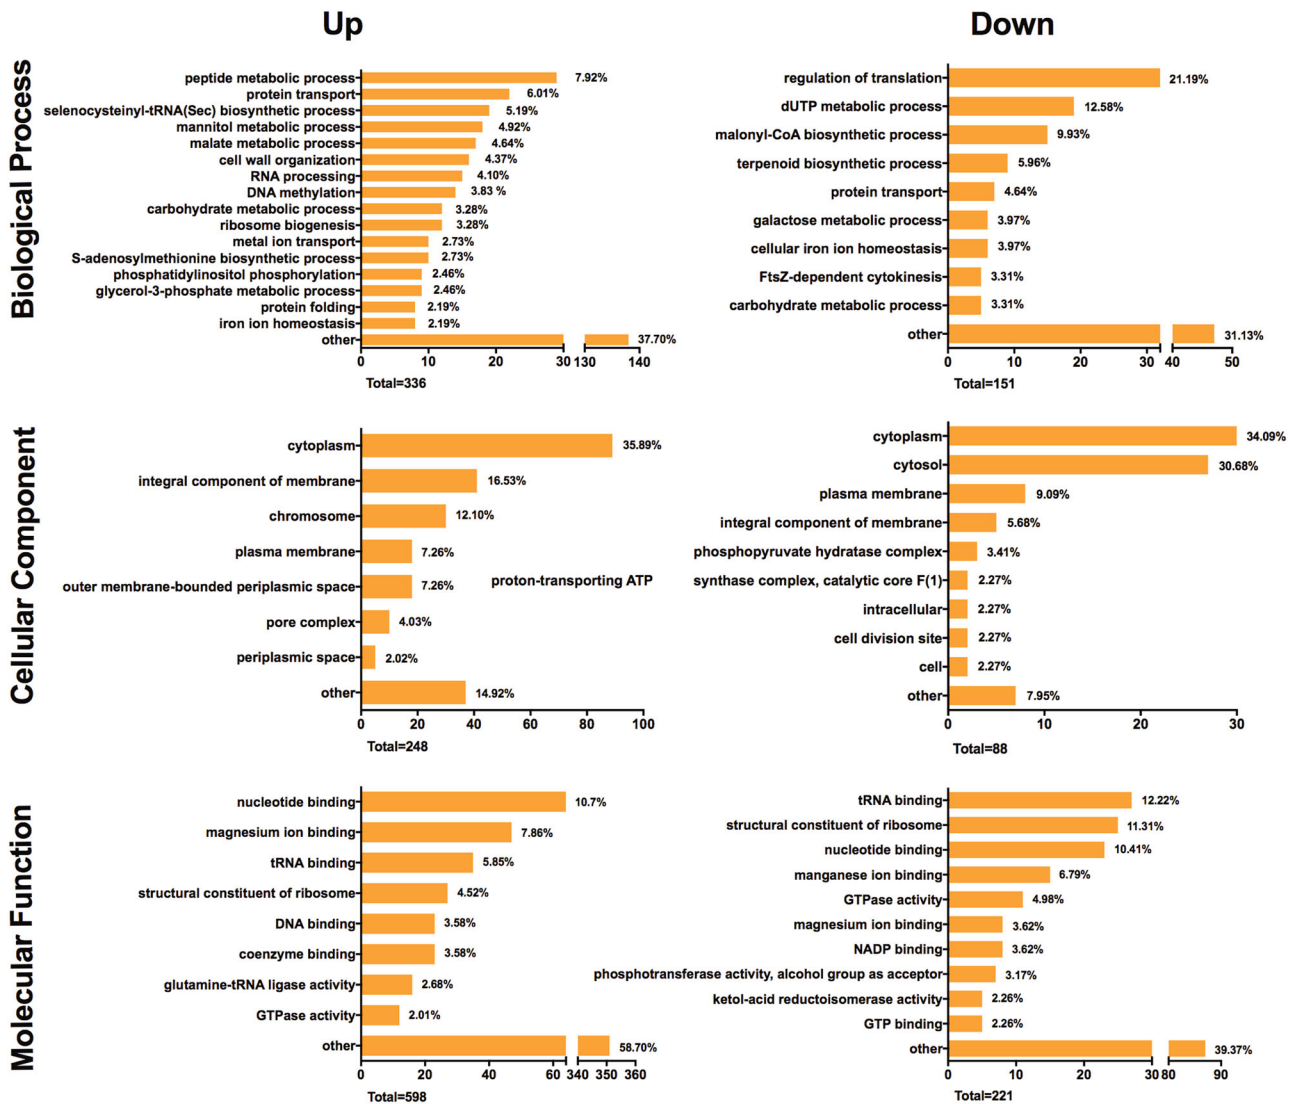 Up
Down
Biological Process
peptide metabolic process 7.92%
protein transport 6.01%
selenocysteinyl-tRNA(Sec) biosynthetic process 5.19%
mannitol metabolic process 4.92%
malate metabolic process 4.64%
cell wall organization 4.37%
RNA processing 4.10%
DNA methylation 3.83 %
carbohydrate metabolic process 3.28%
ribosome biogenesis 3.28%
metal ion transport 2.73%
S-adenosylmethionine biosynthetic process 2.73%
phosphatidylinositol phosphorylation 2.46%
glycerol-3-phosphate metabolic process 2.46%
protein folding 2.19%
iron ion homeostasis 2.19%
other 37.70%
0 10 20 30 130 140
Total=336
regulation of translation 21.19%
dUTP metabolic process 12.58%
malonyl-CoA biosynthetic process 9.93%
terpenoid biosynthetic process 5.96%
protein transport 4.64%
galactose metabolic process 3.97%
cellular iron ion homeostasis 3.97%
FtsZ-dependent cytokinesis 3.31%
carbohydrate metabolic process 3.31%
other 31.13%
0 10 20 30 40 50
Total=151
Cellular Component
cytoplasm 35.89%
integral component of membrane 16.53%
chromosome 12.10%
plasma membrane 7.26%
outer membrane-bounded periplasmic space 7.26%
pore complex 4.03%
periplasmic space 2.02%
other 14.92%
0 20 40 60 80 100
Total=248
cytoplasm 34.09%
cytosol 30.68%
plasma membrane 9.09%
integral component of membrane 5.68%
phosphopyruvate hydratase complex 3.41%
proton-transporting ATP
synthase complex, catalytic core F(1) 2.27%
intracellular 2.27%
cell division site 2.27%
cell 2.27%
other 7.95%
0 10 20 30
Total=88
Molecular Function
nucleotide binding 10.7%
magnesium ion binding 7.86%
tRNA binding 5.85%
structural constituent of ribosome 4.52%
DNA binding 3.58%
coenzyme binding 3.58%
glutamine-tRNA ligase activity 2.68%
GTPase activity 2.01%
other 58.70%
0 20 40 60 340 350 360
Total=598
tRNA binding 12.22%
structural constituent of ribosome 11.31%
nucleotide binding 10.41%
manganese ion binding 6.79%
GTPase activity 4.98%
magnesium ion binding 3.62%
NADP binding 3.62%
phosphotransferase activity, alcohol group as acceptor 3.17%
ketol-acid reductoisomerase activity 2.26%
GTP binding 2.26%
other 39.37%
0 10 20 30 80 90
Total=221